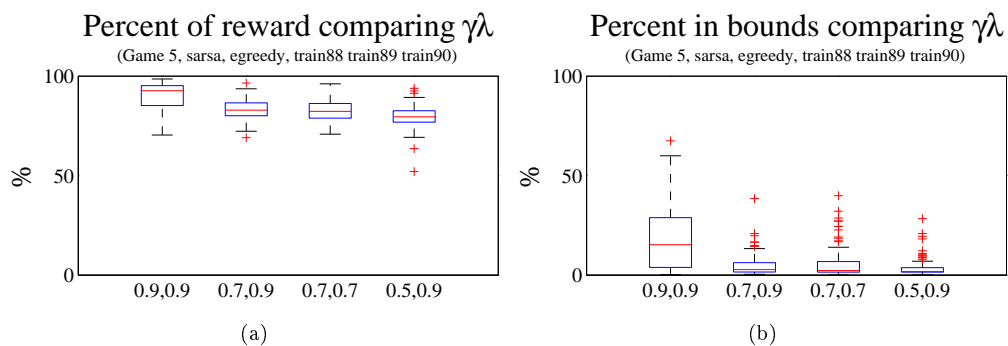 Percent of reward comparing γλ
(Game 5, sarsa, egreedy, train88 train89 train90)
100
50
0
%
0.9,0.9 0.7,0.9 0.7,0.7 0.5,0.9
(a)
Percent in bounds comparing γλ
(Game 5, sarsa, egreedy, train88 train89 train90)
100
50
0
%
0.9,0.9 0.7,0.9 0.7,0.7 0.5,0.9
(b)